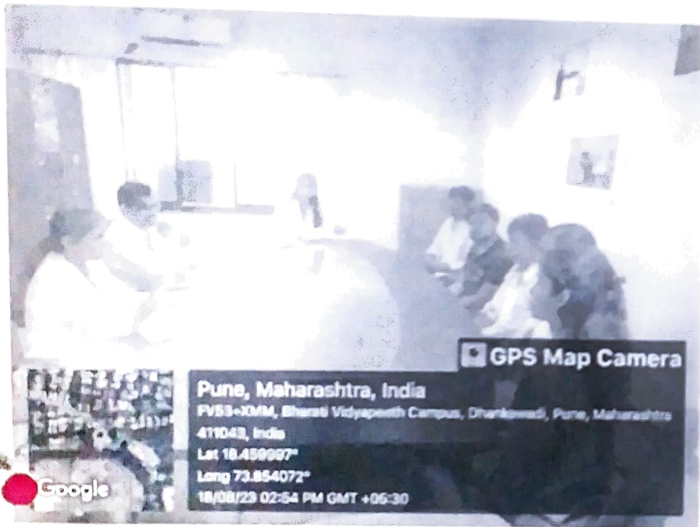 GPS Map Camera
Pune, Maharashtra, India
FV53+XMM, Bharati Vidyapeeth Campus, Dhankawadi, Pune, Maharashtra
411043, India
Lat 18.459997°
Long 73.854072°
18/08/23 02:54 PM GMT +05:30
Google